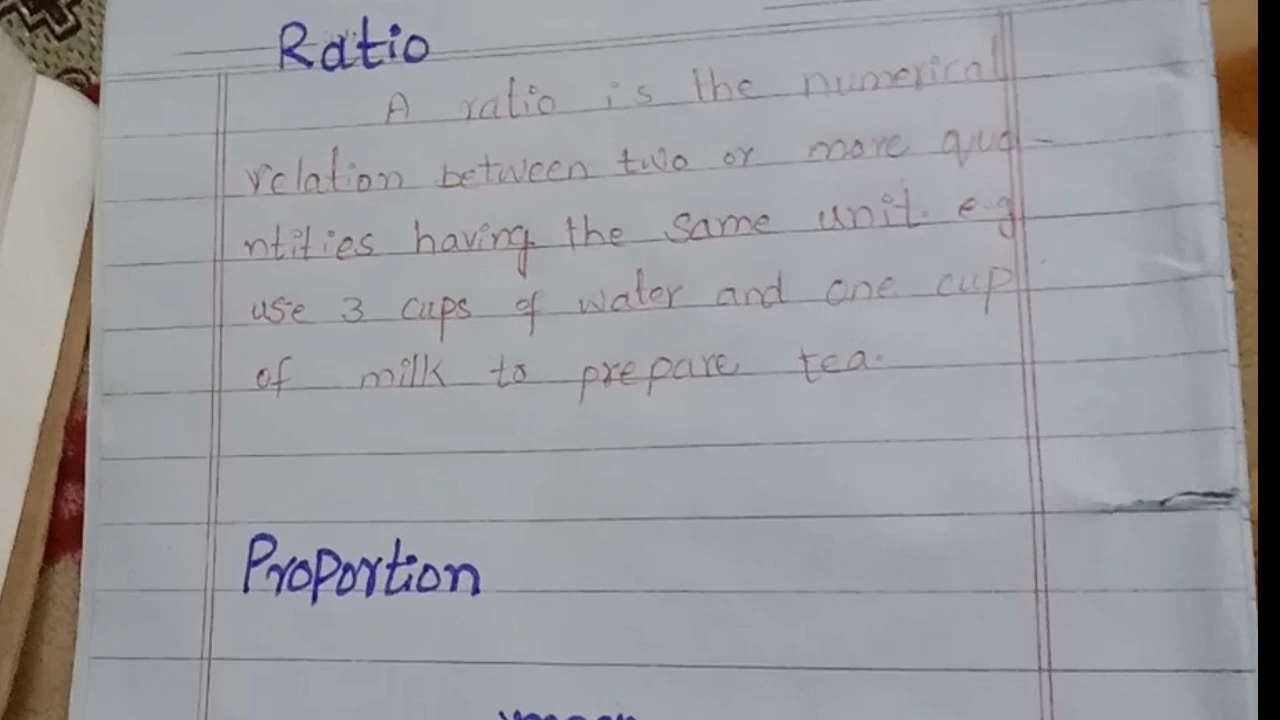 Ratio
A ratio is the numerical
relation between two or more qua-
ntities having the same unit. e.g
use 3 cups of water and one cup
of milk to prepare tea.
Proportion